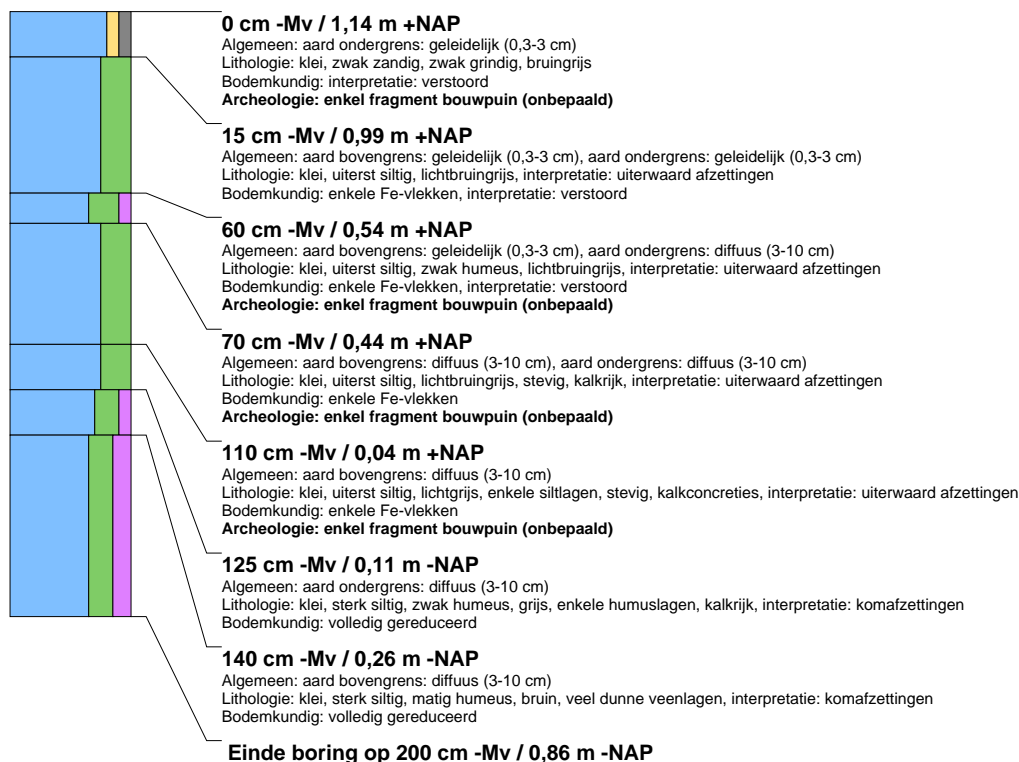 0 cm -Mv / 1,14 m +NAP
Algemeen: aard ondergrens: geleidelijk (0,3-3 cm)
Lithologie: klei, zwak zandig, zwak grindig, bruingrijs
Bodemkundig: interpretatie: verstoord
Archeologie: enkel fragment bouwpuin (onbepaald)
15 cm -Mv / 0,99 m +NAP
Algemeen: aard bovengrens: geleidelijk (0,3-3 cm), aard ondergrens: geleidelijk (0,3-3 cm)
Lithologie: klei, uiterst siltig, lichtbruingrijs, interpretatie: uiterwaard afzettingen
Bodemkundig: enkele Fe-vlekken, interpretatie: verstoord
60 cm -Mv / 0,54 m +NAP
Algemeen: aard bovengrens: geleidelijk (0,3-3 cm), aard ondergrens: diffuus (3-10 cm)
Lithologie: klei, uiterst siltig, zwak humeus, lichtbruingrijs, interpretatie: uiterwaard afzettingen
Bodemkundig: enkele Fe-vlekken, interpretatie: verstoord
Archeologie: enkel fragment bouwpuin (onbepaald)
70 cm -Mv / 0,44 m +NAP
Algemeen: aard bovengrens: diffuus (3-10 cm), aard ondergrens: diffuus (3-10 cm)
Lithologie: klei, uiterst siltig, lichtbruingrijs, stevig, kalkrijk, interpretatie: uiterwaard afzettingen
Bodemkundig: enkele Fe-vlekken
Archeologie: enkel fragment bouwpuin (onbepaald)
110 cm -Mv / 0,04 m +NAP
Algemeen: aard bovengrens: diffuus (3-10 cm)
Lithologie: klei, uiterst siltig, lichtgrijs, enkele siltlagen, stevig, kalkconcreties, interpretatie: uiterwaard afzettingen
Bodemkundig: enkele Fe-vlekken
Archeologie: enkel fragment bouwpuin (onbepaald)
125 cm -Mv / 0,11 m -NAP
Algemeen: aard ondergrens: diffuus (3-10 cm)
Lithologie: klei, sterk siltig, zwak humeus, grijs, enkele humuslagen, kalkrijk, interpretatie: komafzettingen
Bodemkundig: volledig gereduceerd
140 cm -Mv / 0,26 m -NAP
Algemeen: aard bovengrens: diffuus (3-10 cm)
Lithologie: klei, sterk siltig, matig humeus, bruin, veel dunne veenlagen, interpretatie: komafzettingen
Bodemkundig: volledig gereduceerd
Einde boring op 200 cm -Mv / 0,86 m -NAP